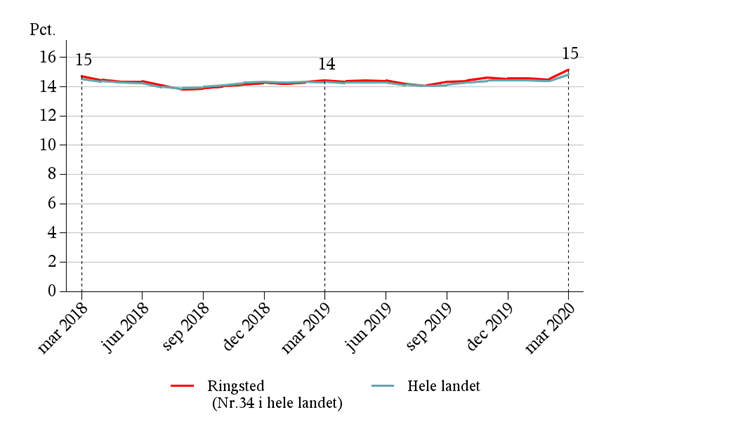 Pct.
15
14
15
16
14
12
10
8
6
4
2
0
mar 2018
jun 2018
sep 2018
dec 2018
mar 2019
jun 2019
sep 2019
dec 2019
mar 2020
Ringsted
(Nr.34 i hele landet)
Hele landet